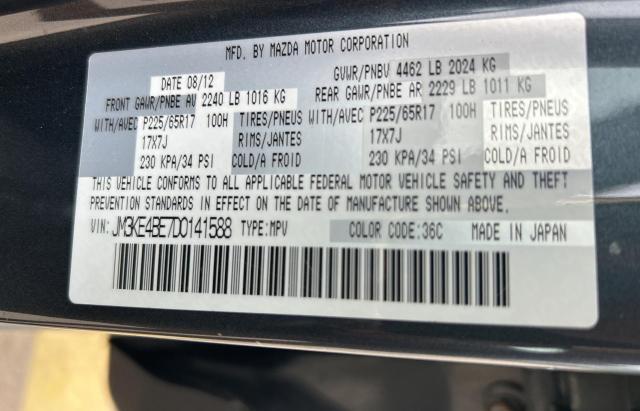 MFD. BY MAZDA MOTOR CORPORATION
DATE 08/12 GVWR/PNBV 4462 LB 2024 KG
FRONT GAWR/PNBE AV 2240 LB 1016 KG REAR GAWR/PNBE AR 2229 LB 1011 KG
WITH/AVEC P225/65R17 100H TIRES/PNEUS WITH/AVEC P225/65R17 100H TIRES/PNEUS
17X7J RIMS/JANTES 17X7J RIMS/JANTES
230 KPA/34 PSI COLD/A FROID 230 KPA/34 PSI COLD/A FROID
THIS VEHICLE CONFORMS TO ALL APPLICABLE FEDERAL MOTOR VEHICLE SAFETY AND THEFT
PREVENTION STANDARDS IN EFFECT ON THE DATE OF MANUFACTURE SHOWN ABOVE.
VIN: JM3KE4BE7D0141588 TYPE:MPV COLOR CODE:36C MADE IN JAPAN